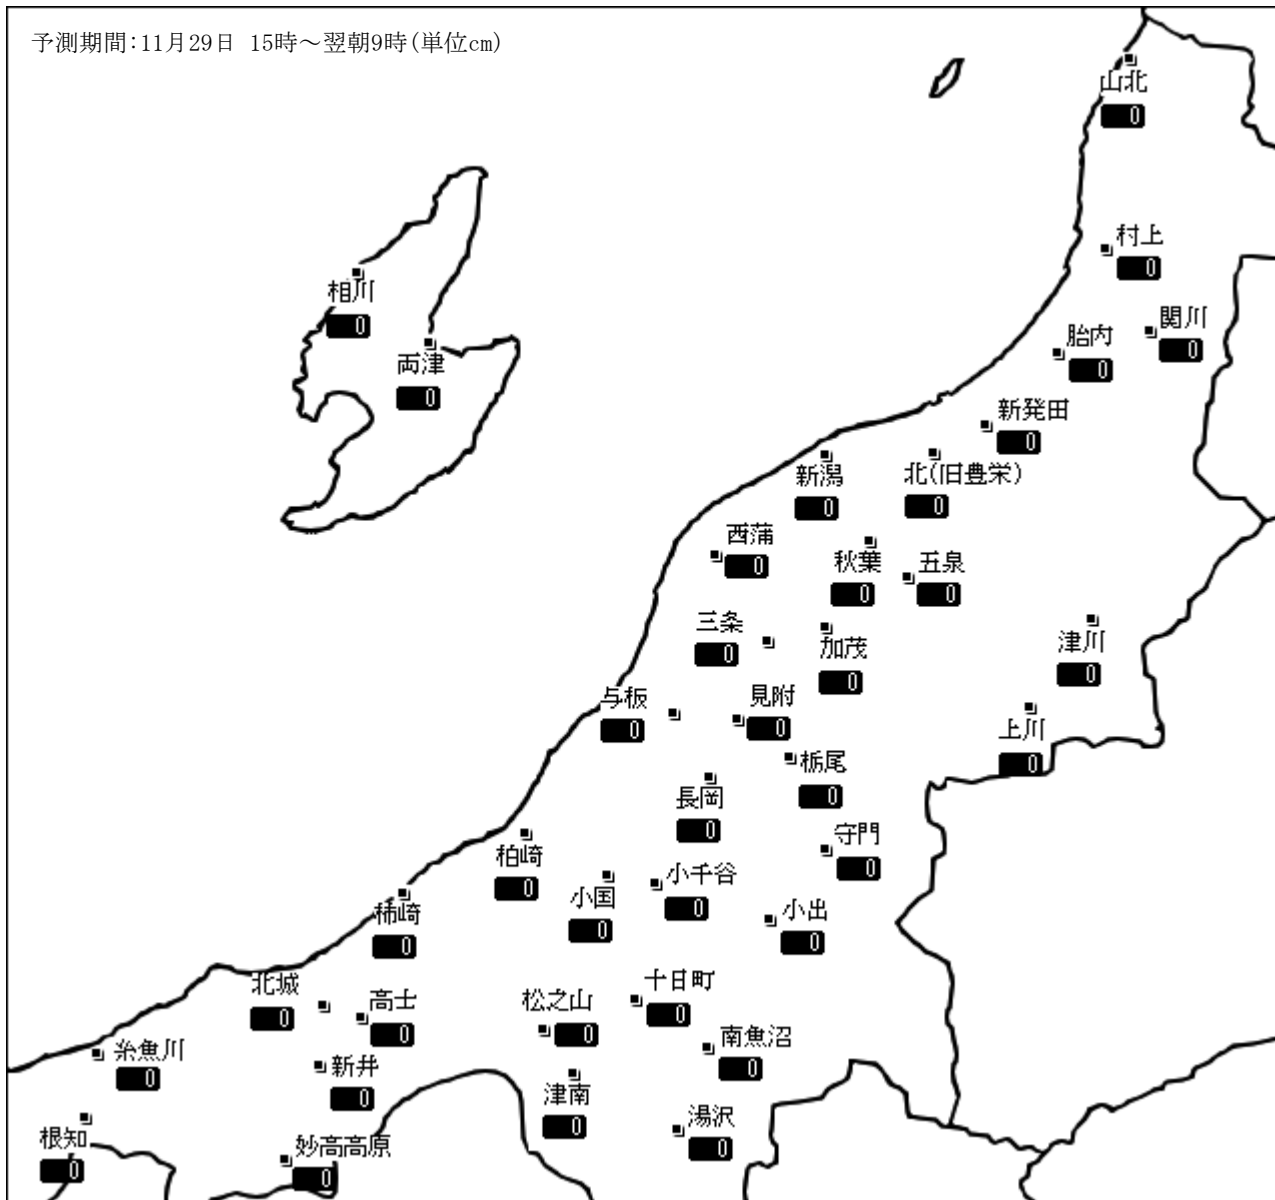 予測期間:11月29日 15時～翌朝9時(単位cm)
山北
0
村上
0
相川
0
関川
0
胎内
0
両津
0
新発田
0
新潟
0
北(旧豊栄)
0
西蒲
0
秋葉
0
五泉
0
三条
0
加茂
0
津川
0
与板
0
見附
0
上川
0
栃尾
0
長岡
0
守門
0
柏崎
0
小国
0
小千谷
0
小出
0
柿崎
0
北城
0
高士
0
松之山
0
十日町
0
南魚沼
0
糸魚川
0
新井
0
津南
0
湯沢
0
根知
0
妙高高原
0